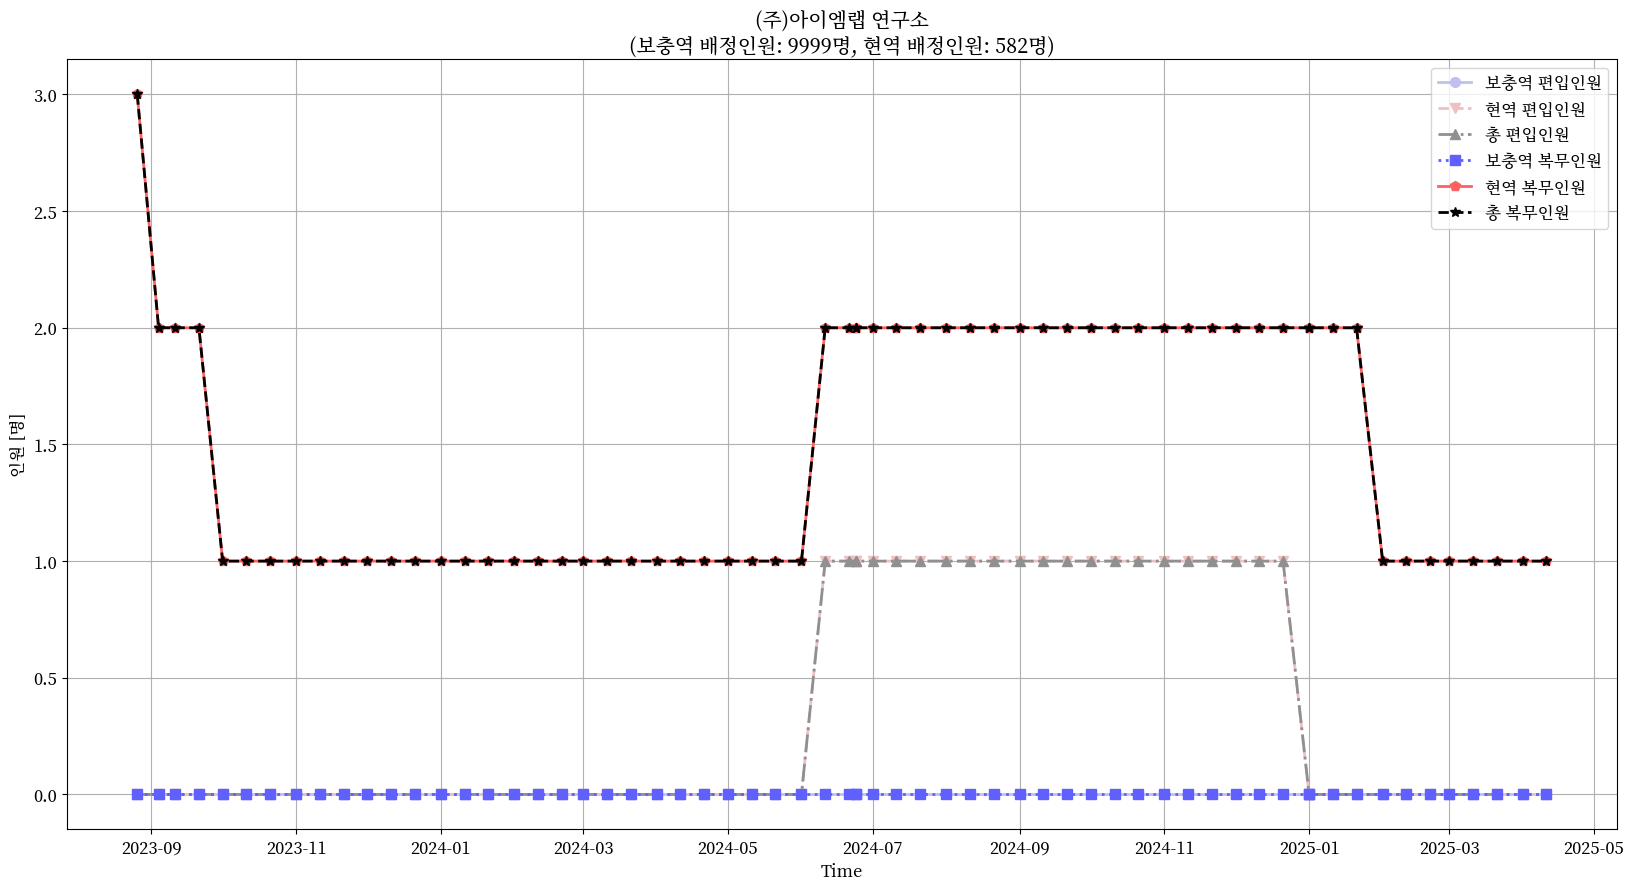 (주)아이엠랩 연구소
(보충역 배정인원: 9999명, 현역 배정인원: 582명)
보충역 편입인원
현역 편입인원
총 편입인원
보충역 복무인원
현역 복무인원
총 복무인원
인원 [명]
3.0
2.5
2.0
1.5
1.0
0.5
0.0
2023-09
2023-11
2024-01
2024-03
2024-05
2024-07
2024-09
2024-11
2025-01
2025-03
2025-05
Time